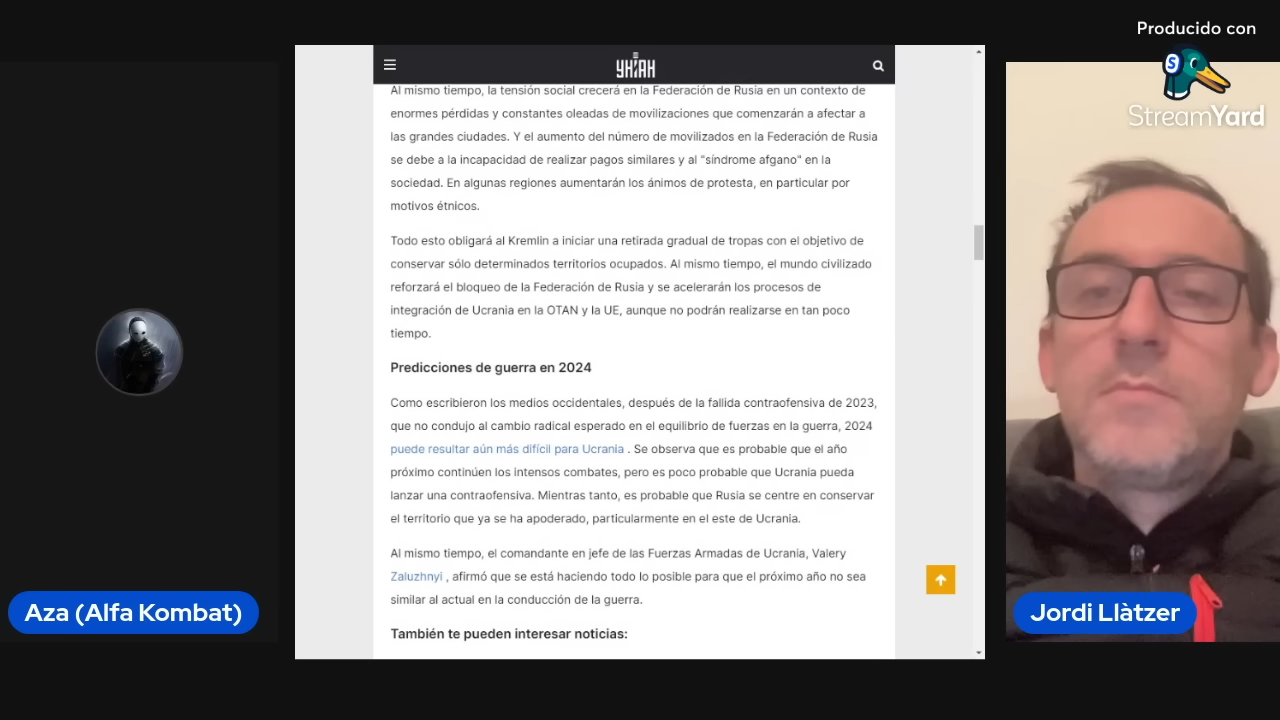 Producido con
StreamYard
УНІАН
Al mismo tiempo, la tensión social crecerá en la Federación de Rusia en un contexto de
enormes pérdidas y constantes oleadas de movilizaciones que comenzarán a afectar a
las grandes ciudades. Y el aumento del número de movilizados en la Federación de Rusia
se debe a la incapacidad de realizar pagos similares y al "síndrome afgano" en la
sociedad. En algunas regiones aumentarán los ánimos de protesta, en particular por
motivos étnicos.
Todo esto obligará al Kremlin a iniciar una retirada gradual de tropas con el objetivo de
conservar sólo determinados territorios ocupados. Al mismo tiempo, el mundo civilizado
reforzará el bloqueo de la Federación de Rusia y se acelerarán los procesos de
integración de Ucrania en la OTAN y la UE, aunque no podrán realizarse en tan poco
tiempo.
Predicciones de guerra en 2024
Como escribieron los medios occidentales, después de la fallida contraofensiva de 2023,
que no condujo al cambio radical esperado en el equilibrio de fuerzas en la guerra, 2024
puede resultar aún más difícil para Ucrania . Se observa que es probable que el año
próximo continúen los intensos combates, pero es poco probable que Ucrania pueda
lanzar una contraofensiva. Mientras tanto, es probable que Rusia se centre en conservar
el territorio que ya se ha apoderado, particularmente en el este de Ucrania.
Al mismo tiempo, el comandante en jefe de las Fuerzas Armadas de Ucrania, Valery
Zaluzhnyi , afirmó que se está haciendo todo lo posible para que el próximo año no sea
similar al actual en la conducción de la guerra.
También te pueden interesar noticias:
Aza (Alfa Kombat)
Jordi Llàtzer